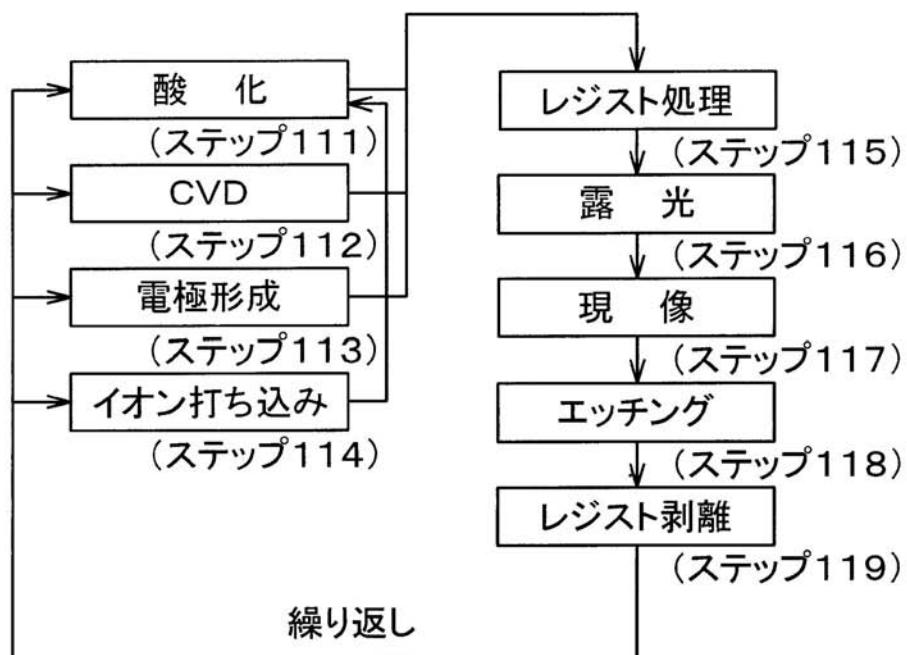 酸　化
(ステップ111)
CVD
(ステップ112)
電極形成
(ステップ113)
イオン打ち込み
(ステップ114)
レジスト処理
(ステップ115)
露　光
(ステップ116)
現　像
(ステップ117)
エッチング
(ステップ118)
レジスト剥離
(ステップ119)
繰り返し